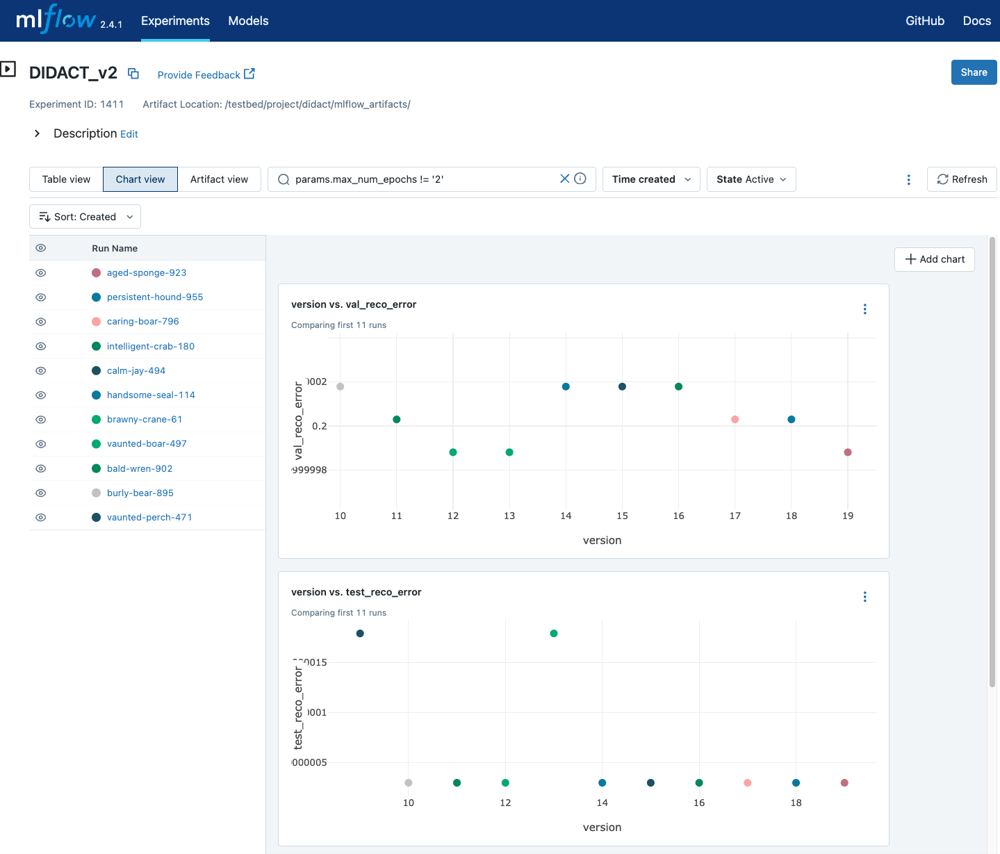 mlflow 2.4.1 Experiments Models GitHub Docs
DIDACT_v2 Provide Feedback Share
Experiment ID: 1411 Artifact Location: /testbed/project/didact/mlflow_artifacts/
Description Edit
Table view Chart view Artifact view params.max_num_epochs != '2' Time created State Active Refresh
Sort: Created
Run Name
Add chart
aged-sponge-923
persistent-hound-955
caring-boar-796
intelligent-crab-180
calm-jay-494
handsome-seal-114
brawny-crane-61
vaunted-boar-497
bald-wren-902
burly-bear-895
vaunted-perch-471
version vs. val_reco_error
Comparing first 11 runs
val_reco_error
0002
0.2
999998
10 11 12 13 14 15 16 17 18 19
version
version vs. test_reco_error
Comparing first 11 runs
test_reco_error
00015
0001
000005
10 12 14 16 18
version